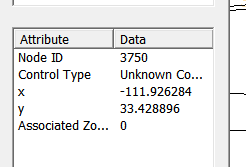 Attribute Data
Node ID 3750
Control Type Unknown Co...
x -111.926284
y 33.428896
Associated Zo... 0